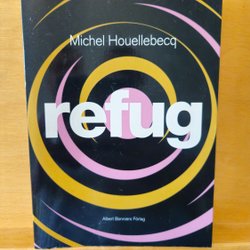 Michel Houellebecq
refug
Albert Bonniers Förlag